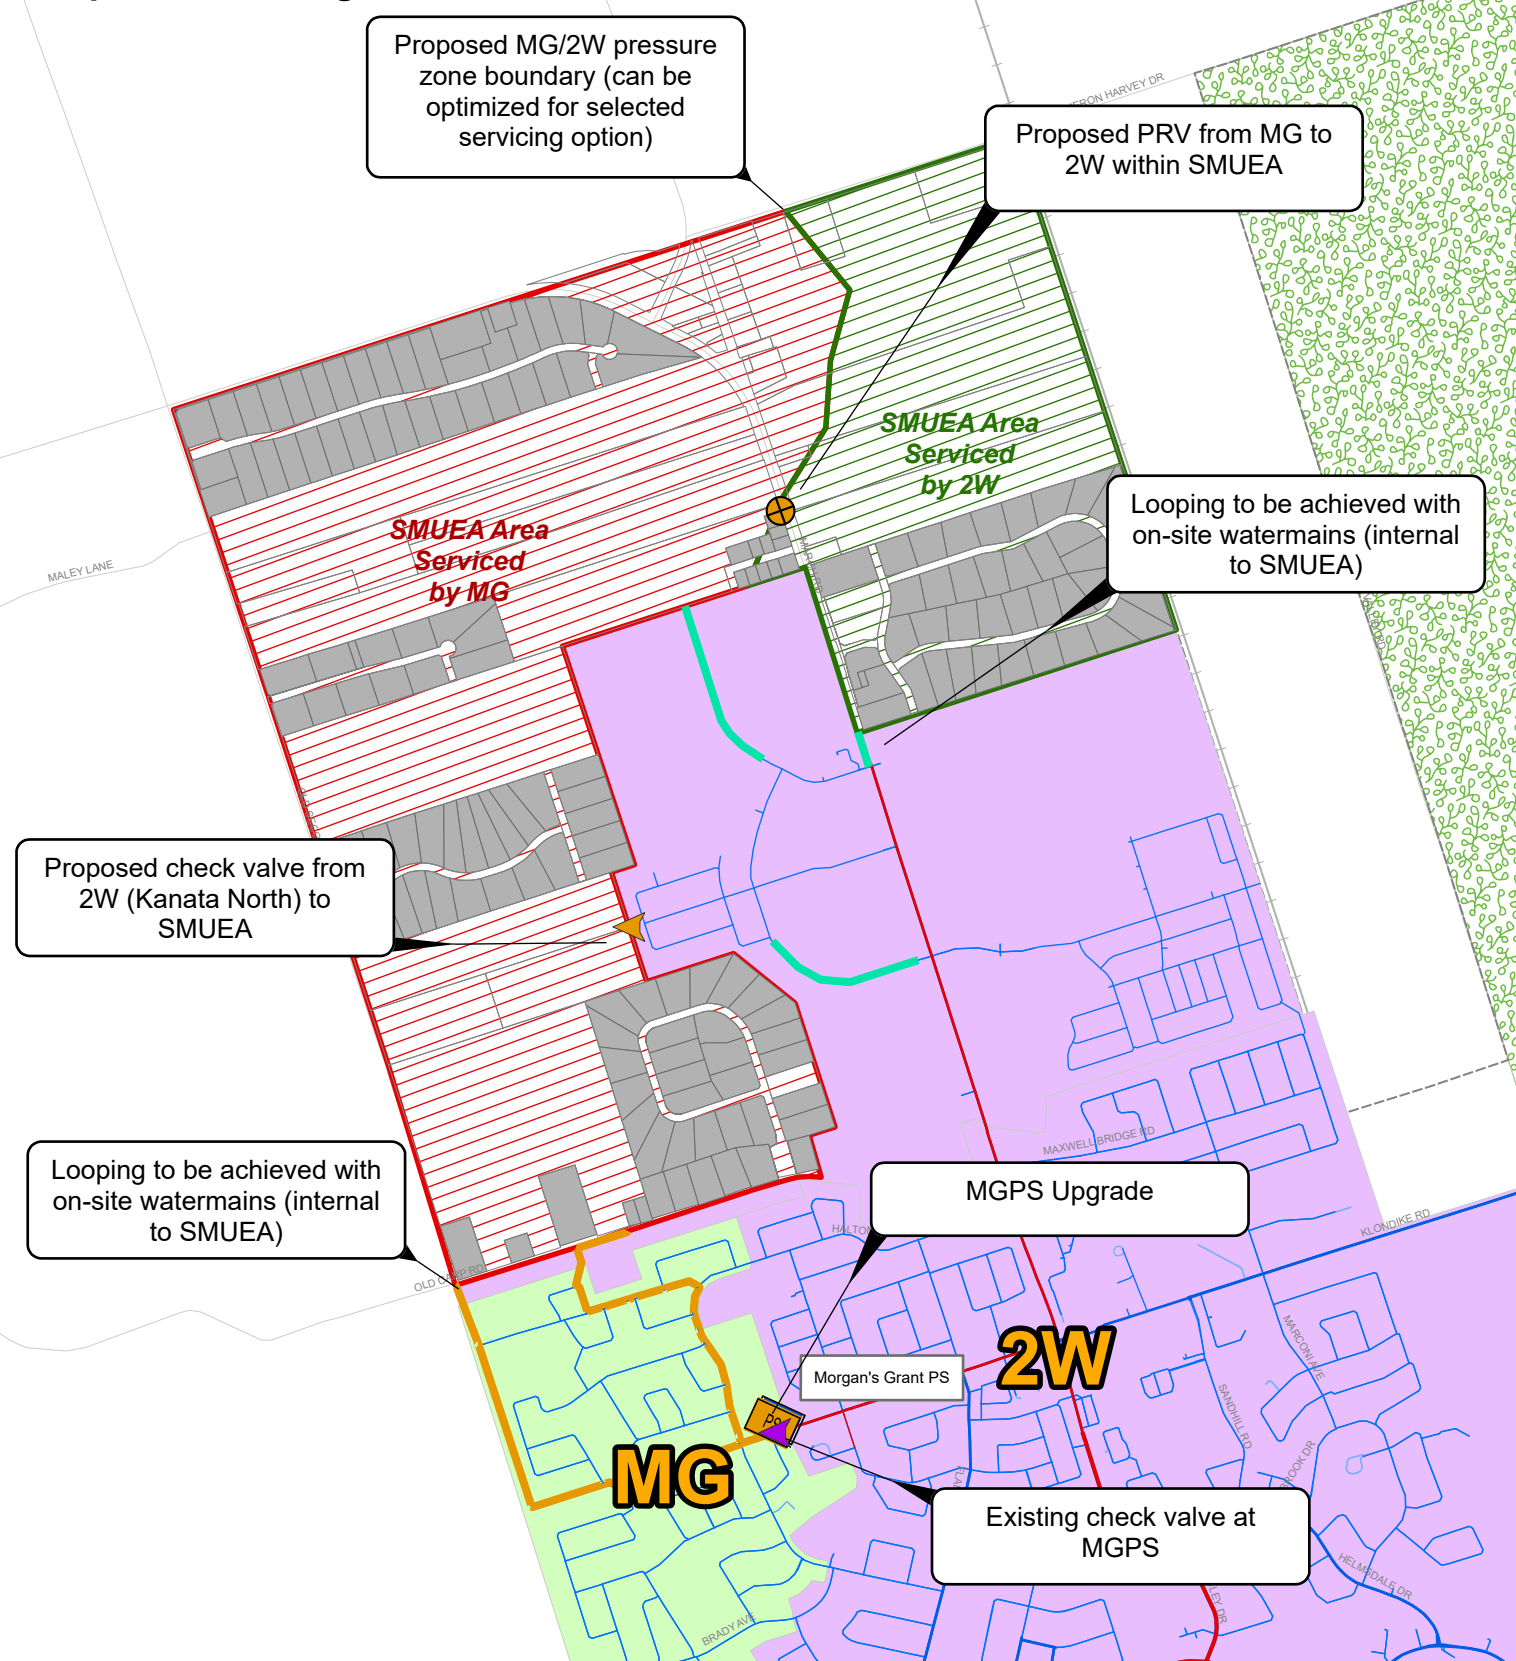 Proposed MG/2W pressure
zone boundary (can be
optimized for selected
servicing option)
Proposed PRV from MG to
2W within SMUEA
SMUEA Area
Serviced
by 2W
Looping to be achieved with
on-site watermains (internal
to SMUEA)
SMUEA Area
Serviced
by MG
MALEY LANE
Proposed check valve from
2W (Kanata North) to
SMUEA
MAXWELL BRIDGE RD
Looping to be achieved with
on-site watermains (internal
to SMUEA)
MGPS Upgrade
KLONDIKE RD
2W
Morgan's Grant PS
MARCONI AVE
SANDHILL RD
PS
MG
Existing check valve at
MGPS
HELMSDALE DR
BRADY AVE